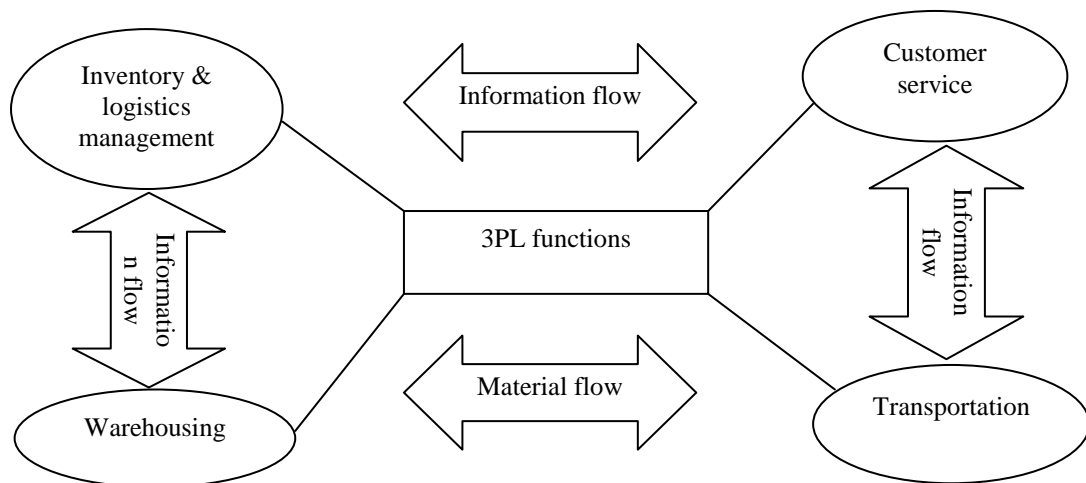 Inventory &
logistics
management
Information flow
Customer
service
Informatio
n flow
3PL functions
Information
flow
Warehousing
Material flow
Transportation